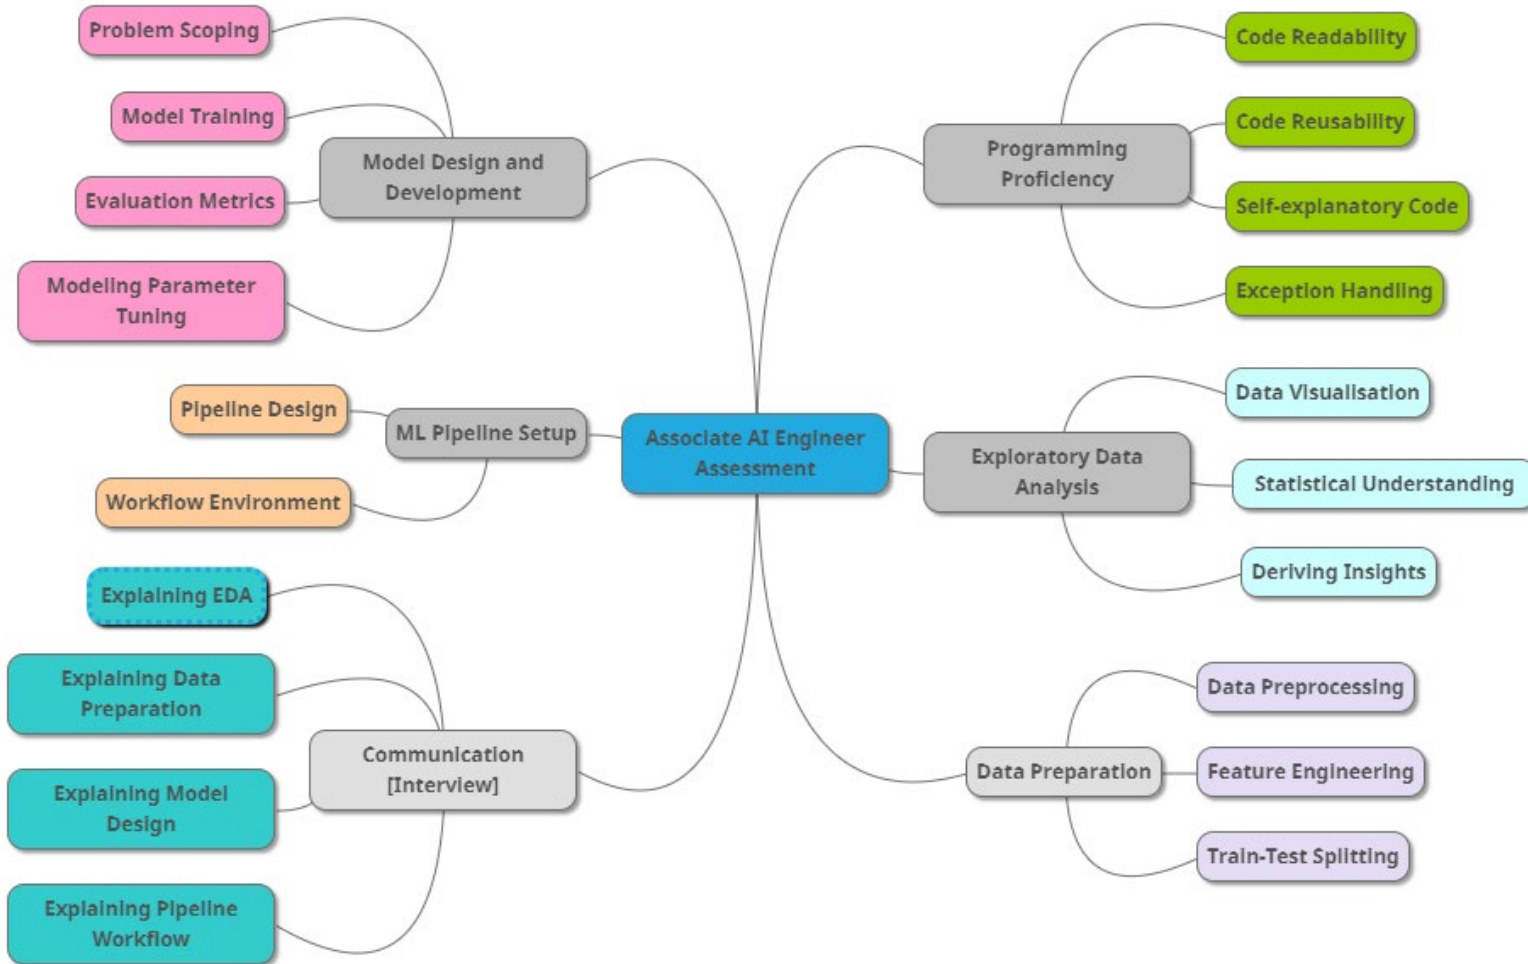 Problem Scoping
Model Training
Evaluation Metrics
Modeling Parameter
Tuning
Model Design and
Development
Pipeline Design
Workflow Environment
ML Pipeline Setup
Explaining EDA
Explaining Data
Preparation
Explaining Model
Design
Explaining Pipeline
Workflow
Communication
[Interview]
Associate AI Engineer
Assessment
Programming
Proficiency
Code Readability
Code Reusability
Self-explanatory Code
Exception Handling
Exploratory Data
Analysis
Data Visualisation
Statistical Understanding
Deriving Insights
Data Preparation
Data Preprocessing
Feature Engineering
Train-Test Splitting